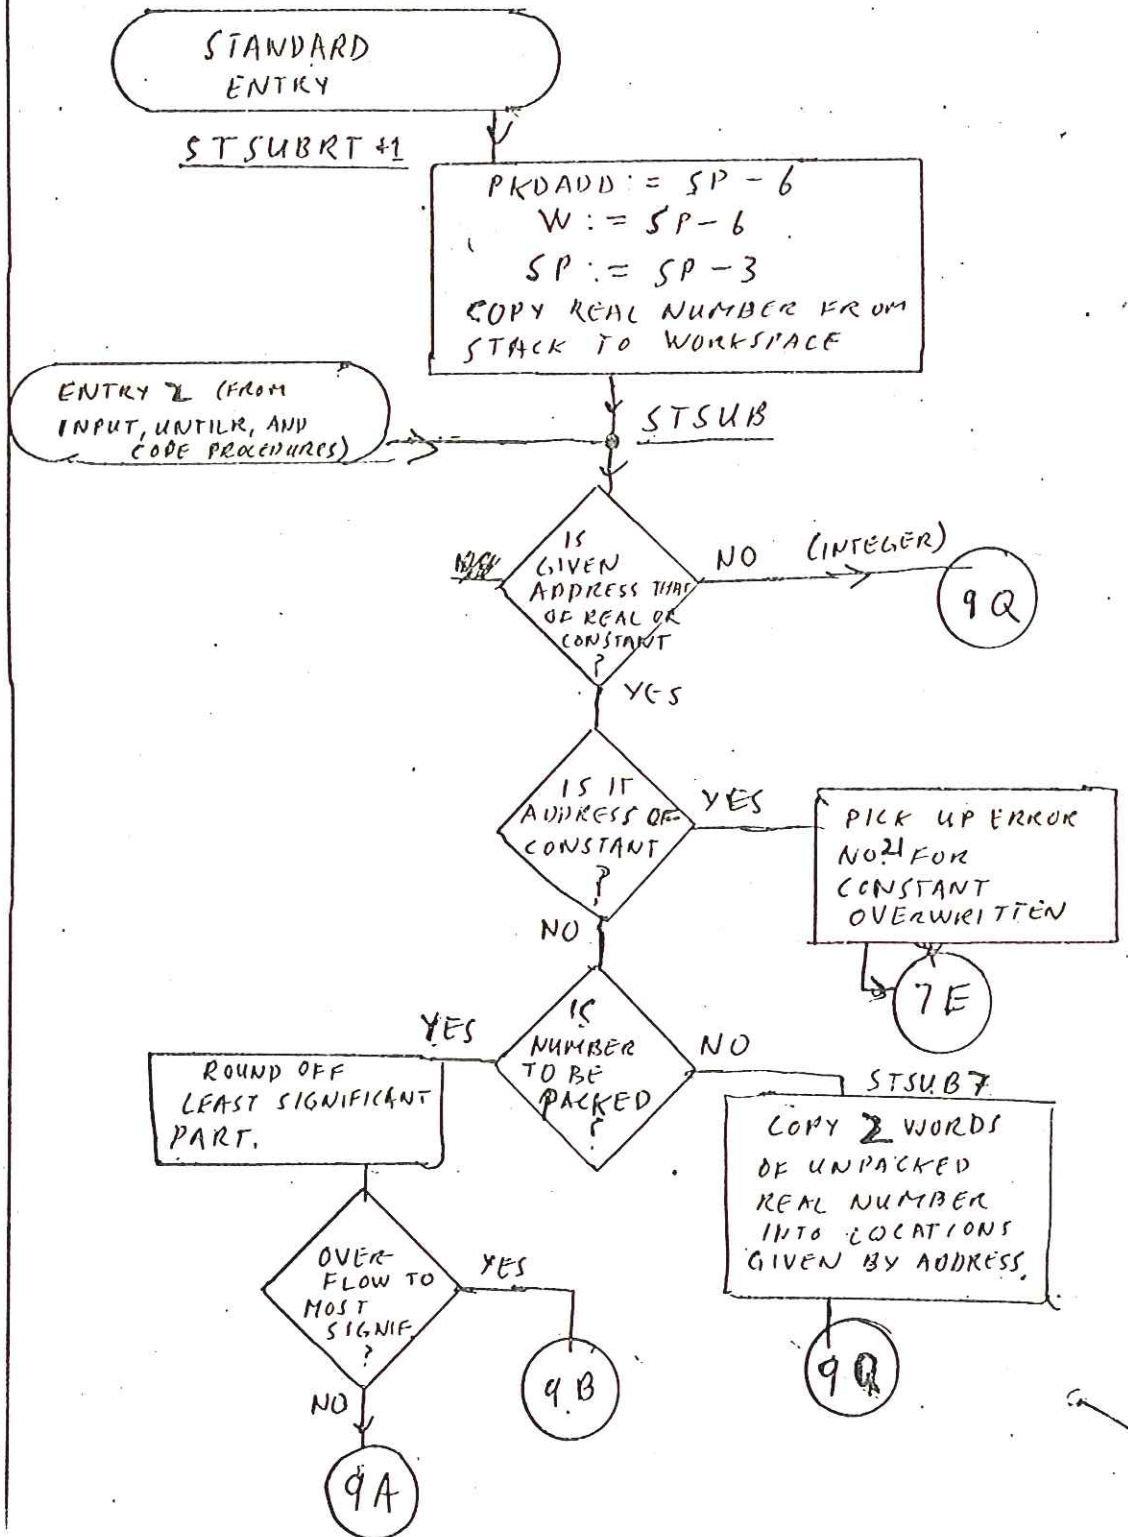 STANDARD
ENTRY
STSUBRT +1
PKDADD := SP - 6
W := SP - 6
SP := SP - 3
COPY REAL NUMBER FROM
STACK TO WORKSPACE
ENTRY 2 (FROM
INPUT, UNTILR, AND
CODE PROCEDURES)
STSUB
IS
GIVEN
ADDRESS THAT
OF REAL OR
CONSTANT
?
NO (INTEGER)
9Q
YES
IS IT
ADDRESS OF
CONSTANT
?
YES
PICK UP ERROR
NO. 21 FOR
CONSTANT
OVERWRITTEN
7E
NO
IS
NUMBER
TO BE
PACKED
?
YES
NO
ROUND OFF
LEAST SIGNIFICANT
PART.
STSUB7
COPY 2 WORDS
OF UNPACKED
REAL NUMBER
INTO LOCATIONS
GIVEN BY ADDRESS.
OVER-
FLOW TO
MOST
SIGNIF.
?
YES
9B
9Q
NO
9A